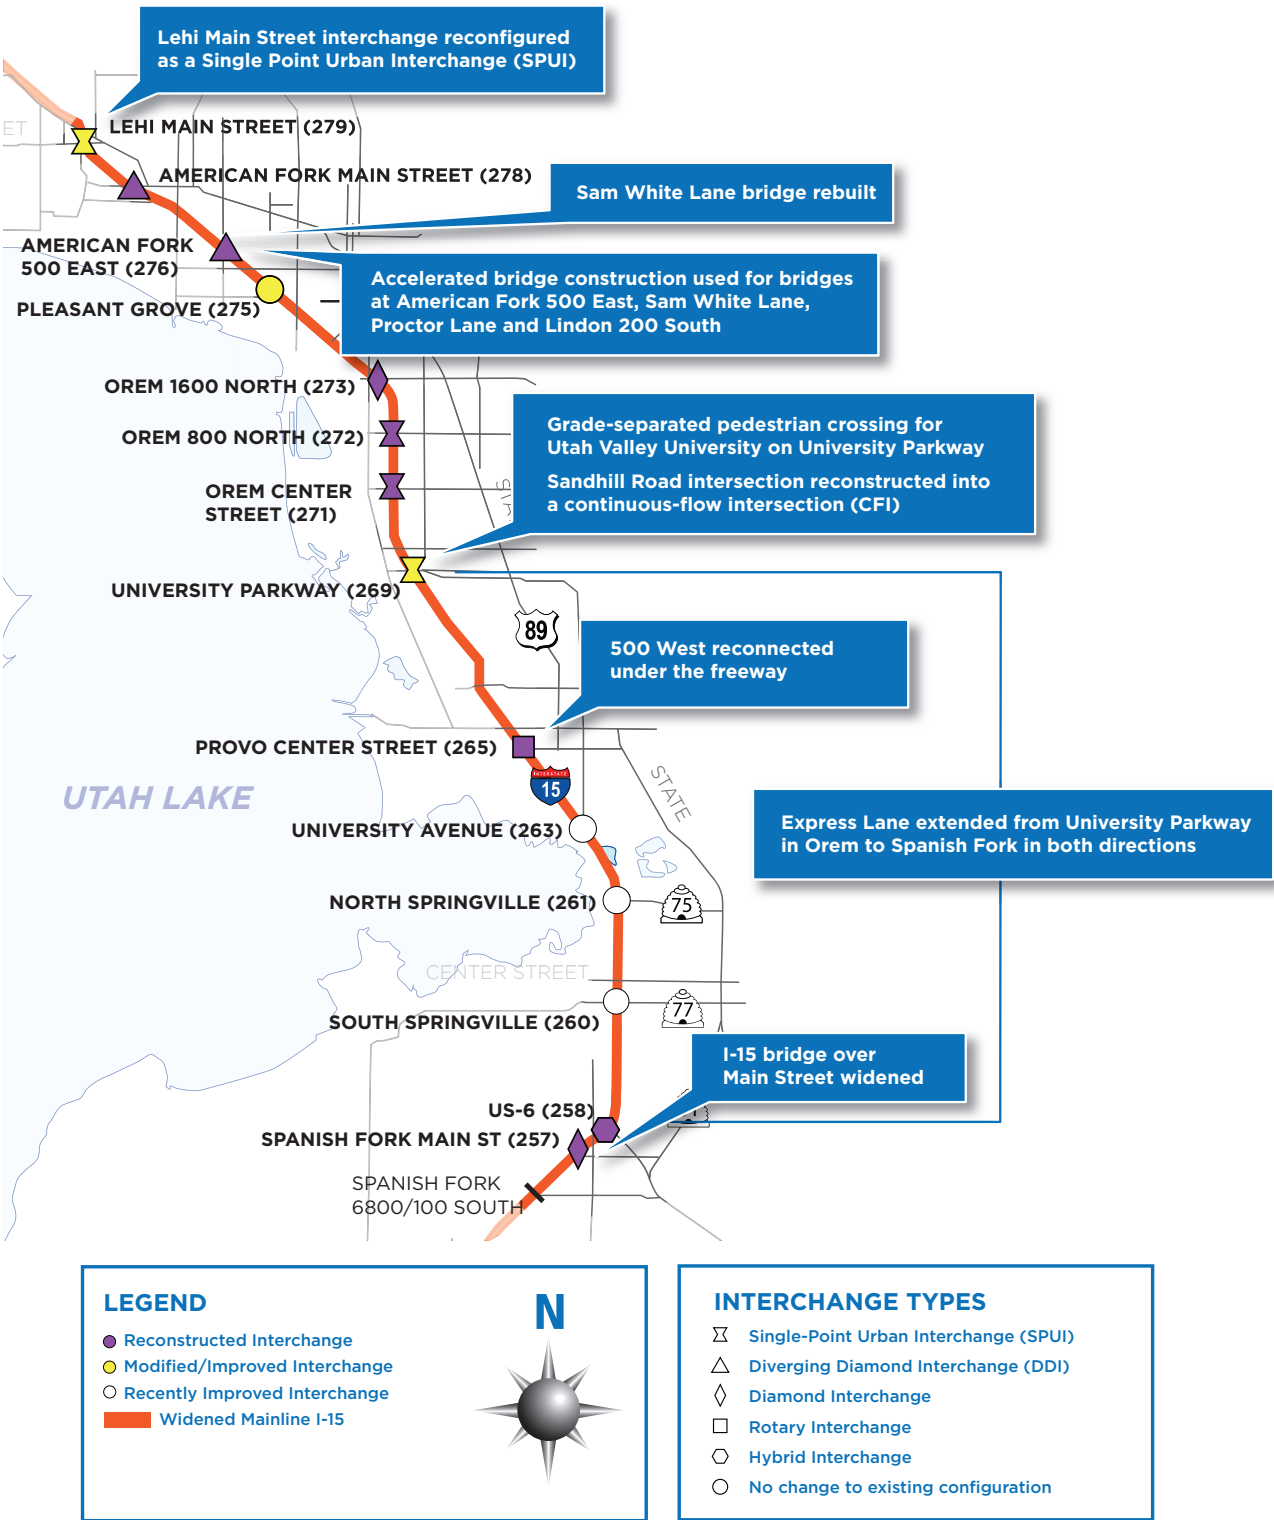 Lehi Main Street interchange reconfigured
as a Single Point Urban Interchange (SPUI)
LEHI MAIN STREET (279)
AMERICAN FORK MAIN STREET (278)
Sam White Lane bridge rebuilt
AMERICAN FORK
500 EAST (276)
Accelerated bridge construction used for bridges
at American Fork 500 East, Sam White Lane,
Proctor Lane and Lindon 200 South
PLEASANT GROVE (275)
OREM 1600 NORTH (273)
OREM 800 NORTH (272)
Grade-separated pedestrian crossing for
Utah Valley University on University Parkway
Sandhill Road intersection reconstructed into
a continuous-flow intersection (CFI)
OREM CENTER
STREET (271)
UNIVERSITY PARKWAY (269)
89
500 West reconnected
under the freeway
PROVO CENTER STREET (265)
INTERSTATE
15
STATE
UTAH LAKE
Express Lane extended from University Parkway
in Orem to Spanish Fork in both directions
UNIVERSITY AVENUE (263)
NORTH SPRINGVILLE (261)
75
CENTER STREET
77
SOUTH SPRINGVILLE (260)
I-15 bridge over
Main Street widened
US-6 (258)
SPANISH FORK MAIN ST (257)
SPANISH FORK
6800/100 SOUTH
LEGEND
Reconstructed Interchange
Modified/Improved Interchange
Recently Improved Interchange
Widened Mainline I-15
N
INTERCHANGE TYPES
Single-Point Urban Interchange (SPUI)
Diverging Diamond Interchange (DDI)
Diamond Interchange
Rotary Interchange
Hybrid Interchange
No change to existing configuration